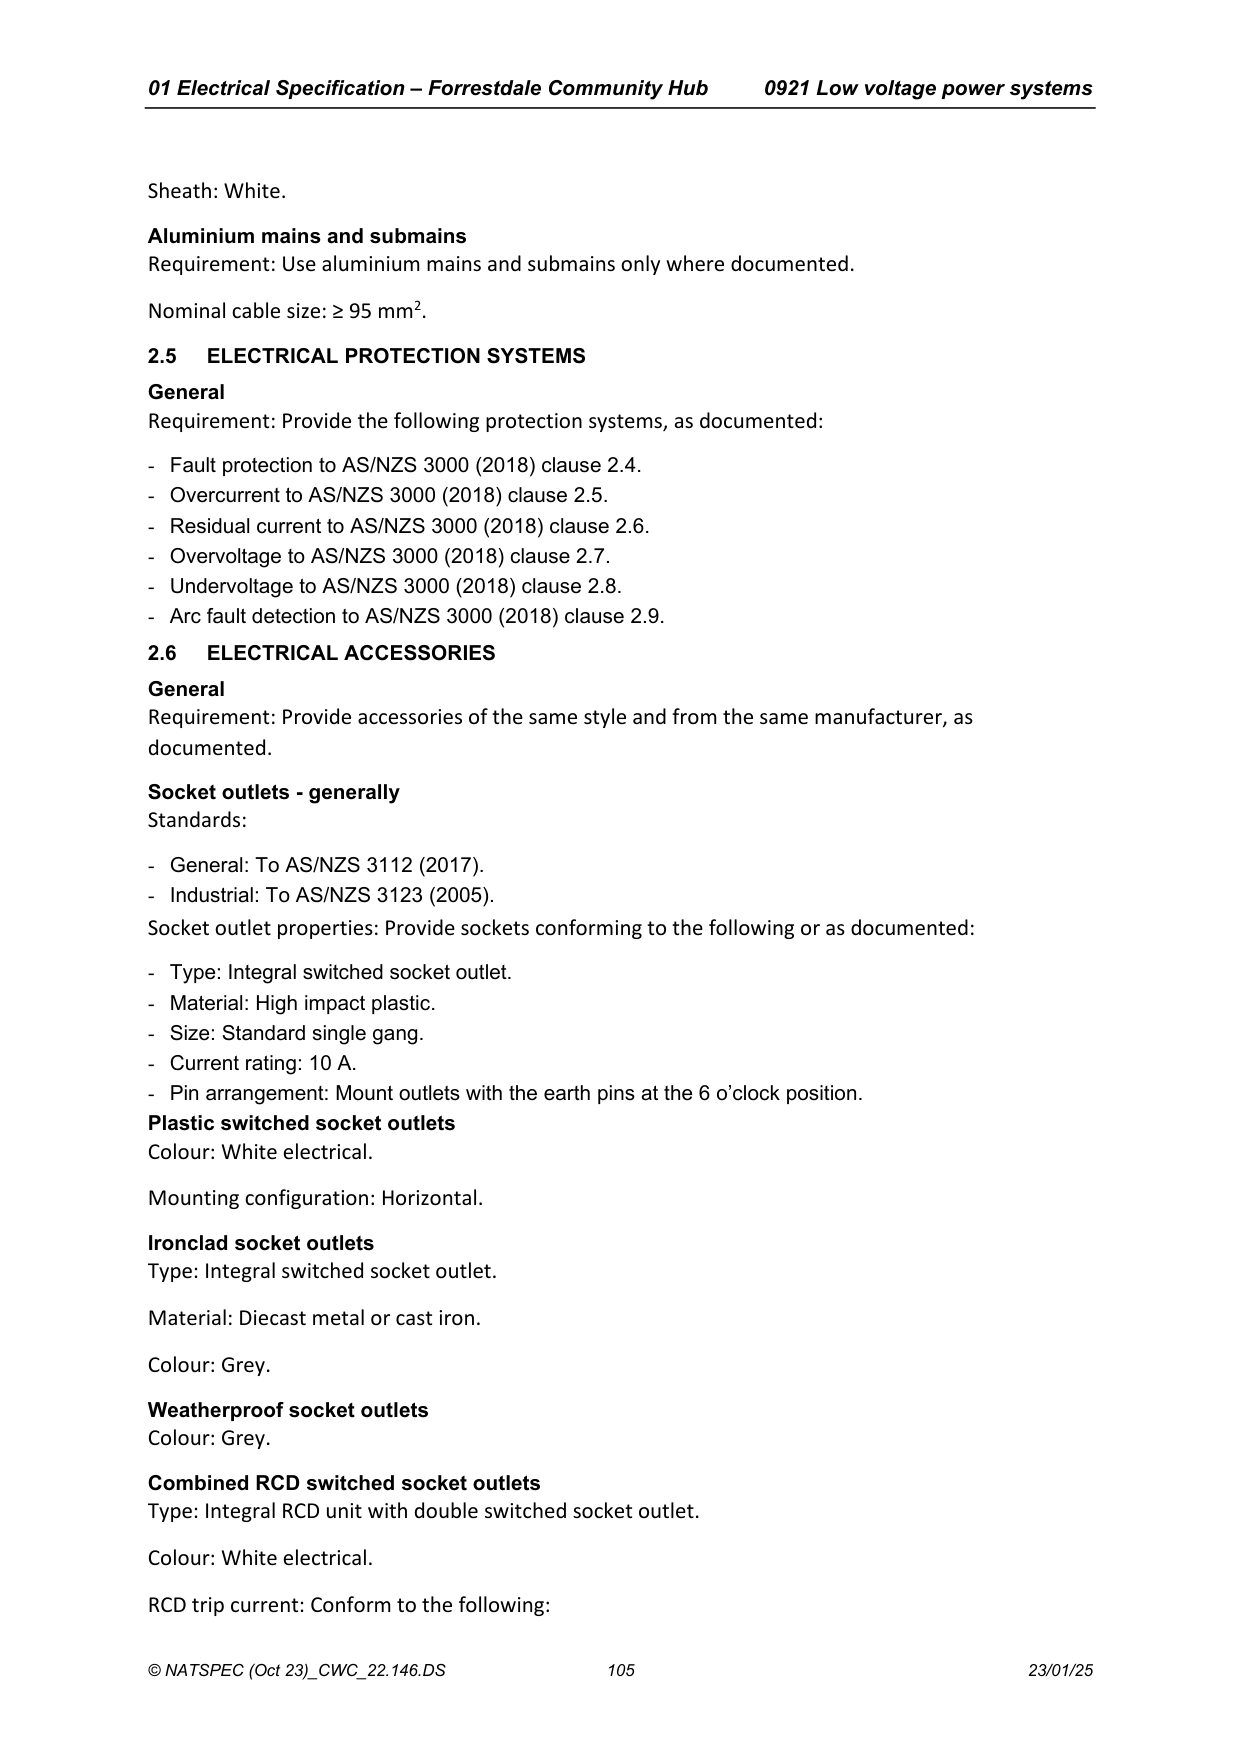 01 Electrical Specification – Forrestdale Community Hub 0921 Low voltage power systems
Sheath: White.
Aluminium mains and submains
Requirement: Use aluminium mains and submains only where documented.
Nominal cable size: ≥ 95 mm².
2.5 ELECTRICAL PROTECTION SYSTEMS
General
Requirement: Provide the following protection systems, as documented:
- Fault protection to AS/NZS 3000 (2018) clause 2.4.
- Overcurrent to AS/NZS 3000 (2018) clause 2.5.
- Residual current to AS/NZS 3000 (2018) clause 2.6.
- Overvoltage to AS/NZS 3000 (2018) clause 2.7.
- Undervoltage to AS/NZS 3000 (2018) clause 2.8.
- Arc fault detection to AS/NZS 3000 (2018) clause 2.9.
2.6 ELECTRICAL ACCESSORIES
General
Requirement: Provide accessories of the same style and from the same manufacturer, as
documented.
Socket outlets - generally
Standards:
- General: To AS/NZS 3112 (2017).
- Industrial: To AS/NZS 3123 (2005).
Socket outlet properties: Provide sockets conforming to the following or as documented:
- Type: Integral switched socket outlet.
- Material: High impact plastic.
- Size: Standard single gang.
- Current rating: 10 A.
- Pin arrangement: Mount outlets with the earth pins at the 6 o’clock position.
Plastic switched socket outlets
Colour: White electrical.
Mounting configuration: Horizontal.
Ironclad socket outlets
Type: Integral switched socket outlet.
Material: Diecast metal or cast iron.
Colour: Grey.
Weatherproof socket outlets
Colour: Grey.
Combined RCD switched socket outlets
Type: Integral RCD unit with double switched socket outlet.
Colour: White electrical.
RCD trip current: Conform to the following:
© NATSPEC (Oct 23)_CWC_22.146.DS 105 23/01/25